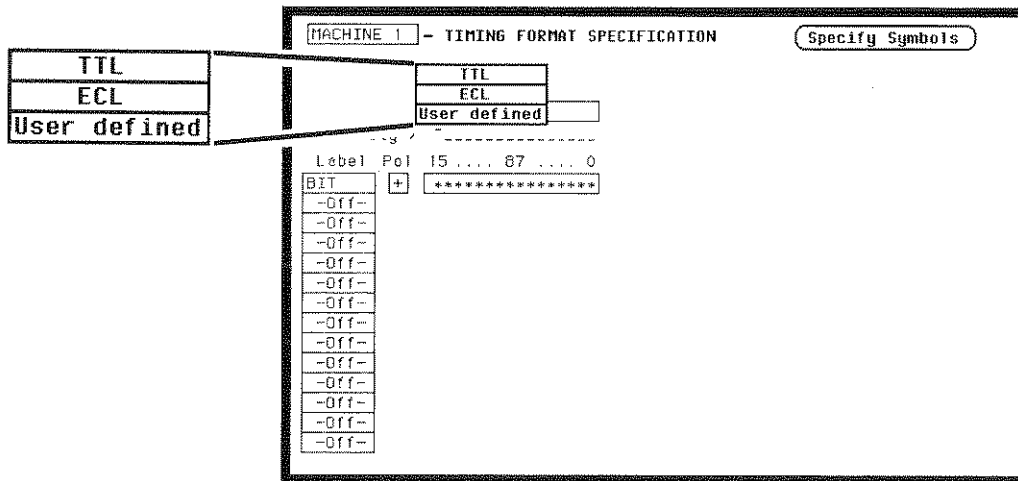 MACHINE 1 - TIMING FORMAT SPECIFICATION Specify Symbols
TTL
ECL
User defined
TTL
ECL
User defined
Label Pol 15 .... 87 .... 0
BIT + ****************
-Off-
-Off-
-Off-
-Off-
-Off-
-Off-
-Off-
-Off-
-Off-
-Off-
-Off-
-Off-
-Off-